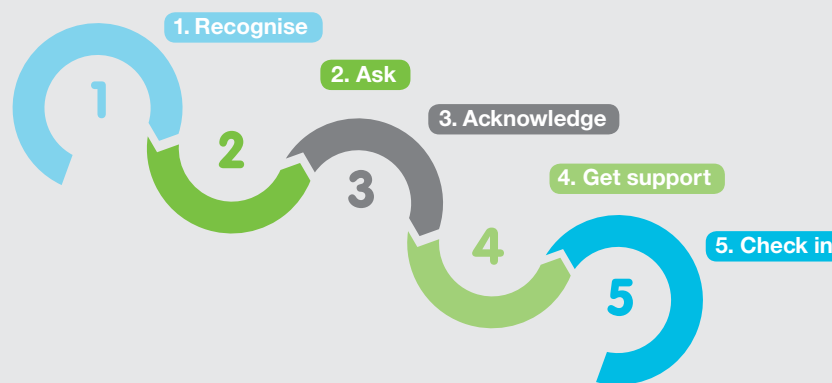 1. Recognise
1
2. Ask
2
3. Acknowledge
3
4. Get support
4
5. Check in
5